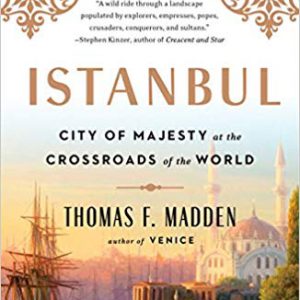 "A wild ride through a landscape
populated by explorers, empresses, popes,
crusaders, conquerors, and sultans."
–Stephen Kinzer, author of Crescent and Star
ISTANBUL
CITY OF MAJESTY at the
CROSSROADS of the WORLD
THOMAS F. MADDEN
author of VENICE